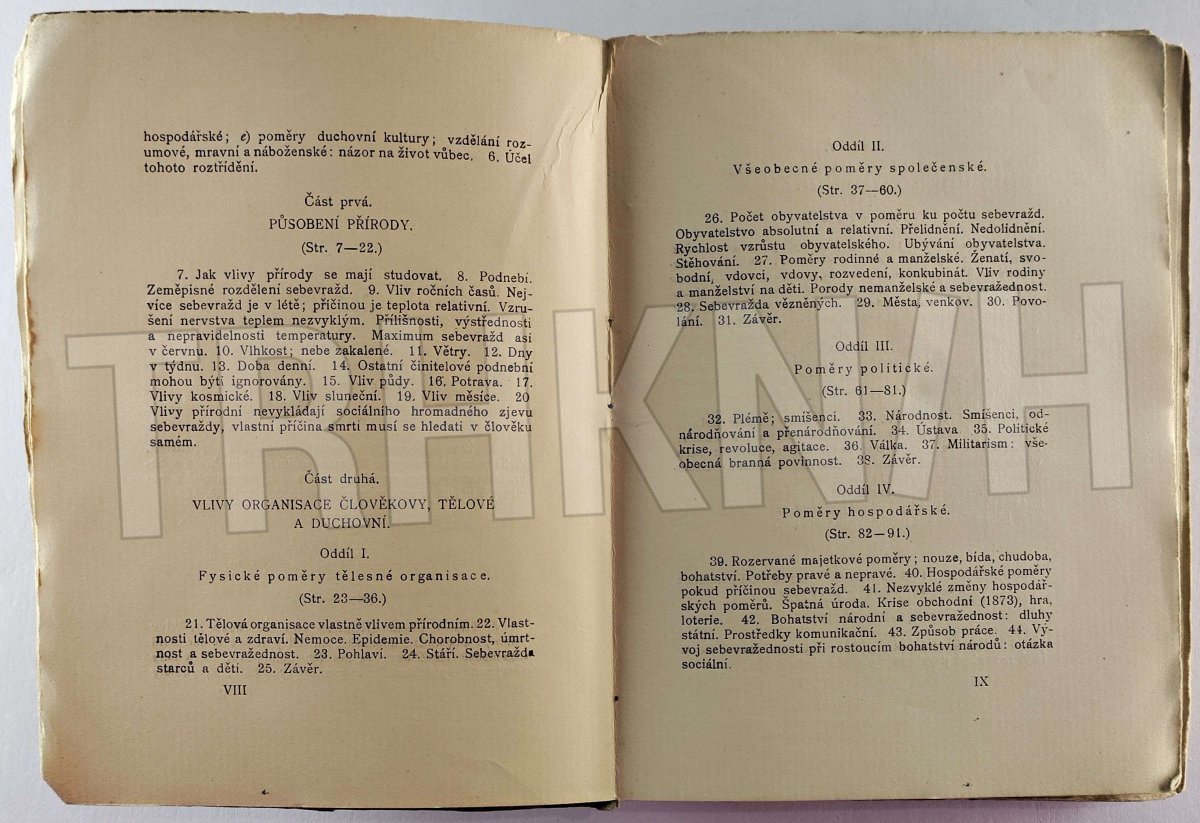 hospodářské; e) poměry duchovní kultury; vzdělání roz-
umové, mravní a náboženské: názor na život vůbec. 6. Účel
tohoto roztřídění.
Část prvá.
PŮSOBENÍ PŘÍRODY.
(Str. 7—22.)
7. Jak vlivy přírody se mají studovat. 8. Podnebí.
Zeměpisné rozdělení sebevražd. 9. Vliv ročních časů. Nej-
více sebevražd je v létě; příčinou je teplota relativní. Vzru-
šení nervstva teplem nezvyklým. Přílišnosti, výstřednosti
a nepravidelnosti temperatury. Maximum sebevražd asi
v červnu. 10. Vlhkost; nebe zakalené. 11. Větry. 12. Dny
v týdnu. 13. Doba denní. 14. Ostatní činitelové podnební
mohou býti ignorovány. 15. Vliv půdy. 16. Potrava. 17.
Vlivy kosmické. 18. Vliv sluneční. 19. Vliv měsíce. 20
Vlivy přírodní nevykládají sociálního hromadného zjevu
sebevraždy, vlastní příčina smrti musí se hledati v člověku
samém.
Část druhá.
VLIVY ORGANISACE ČLOVĚKOVY, TĚLOVÉ
A DUCHOVNÍ.
Oddíl I.
Fysické poměry tělesné organisace.
(Str. 23—36.)
21. Tělová organisace vlastně vlivem přírodním. 22. Vlast-
nosti tělové a zdraví. Nemoce. Epidemie. Chorobnost, úmrt-
nost a sebevražednost. 23. Pohlaví. 24. Stáří. Sebevražda
starců a dětí. 25. Závěr.
VIII
Oddíl II.
Všeobecné poměry společenské.
(Str. 37—60.)
26. Počet obyvatelstva v poměru ku počtu sebevražd.
Obyvatelstvo absolutní a relativní. Přelidnění. Nedolidnění.
Rychlost vzrůstu obyvatelského. Ubývání obyvatelstva.
Stěhování. 27. Poměry rodinné a manželské. Ženatí, svo-
bodní, vdovci, vdovy, rozvedení, konkubinát. Vliv rodiny
a manželství na děti. Porody nemanželské a sebevražednost.
28. Sebevražda vězněných. 29. Města, venkov. 30. Povo-
lání. 31. Závěr.
Oddíl III.
Poměry politické.
(Str. 61—81.)
32. Plémě; smíšenci. 33. Národnost. Smíšenci, od-
národňování a přenárodňování. 34. Ústava 35. Politické
krise, revoluce, agitace. 36. Válka. 37. Militarism: vše-
obecná branná povinnost. 38. Závěr.
Oddíl IV.
Poměry hospodářské.
(Str. 82—91.)
39. Rozervané majetkové poměry; nouze, bída, chudoba,
bohatství. Potřeby pravé a nepravé. 40. Hospodářské poměry
pokud příčinou sebevražd. 41. Nezvyklé změny hospodář-
ských poměrů. Špatná úroda. Krise obchodní (1873), hra,
loterie. 42. Bohatství národní a sebevražednost: dluhy
státní. Prostředky komunikační. 43. Způsob práce. 44. Vý-
voj sebevražednosti při rostoucím bohatství národů: otázka
sociální.
IX
TRHKNIH